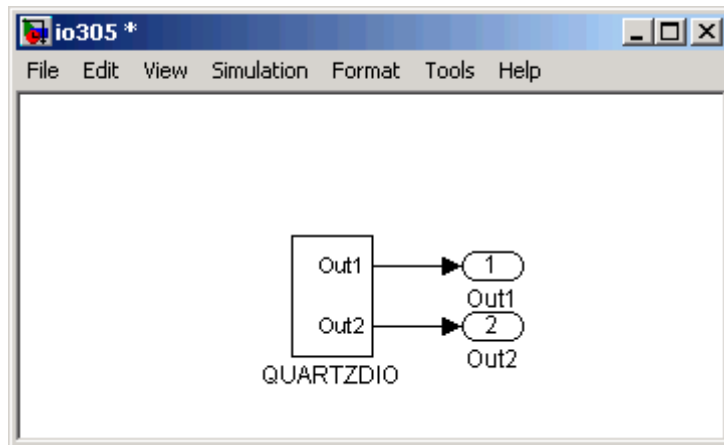 io305 *
File Edit View Simulation Format Tools Help
Out1
1
Out1
Out2
2
Out2
QUARTZDIO